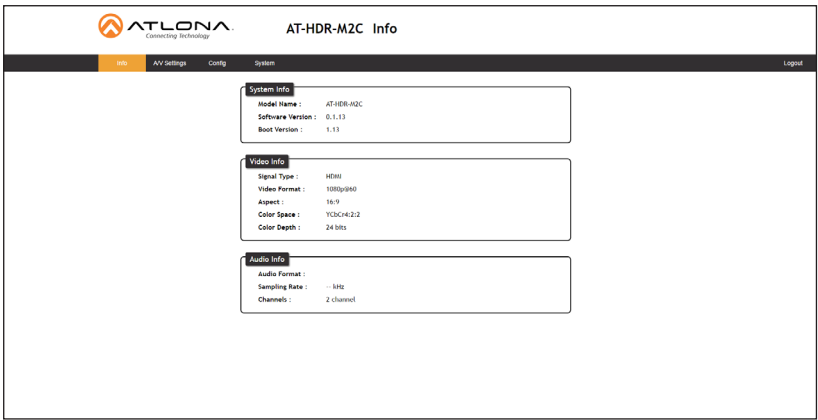 ATLONA.
Connecting Technology
AT-HDR-M2C Info
Info A/V Settings Config System Logout
System Info
Model Name : AT-HDR-M2C
Software Version : 0.1.13
Boot Version : 1.13
Video Info
Signal Type : HDMI
Video Format : 1080p@60
Aspect : 16:9
Color Space : YCbCr4:2:2
Color Depth : 24 bits
Audio Info
Audio Format :
Sampling Rate : -- kHz
Channels : 2 channel